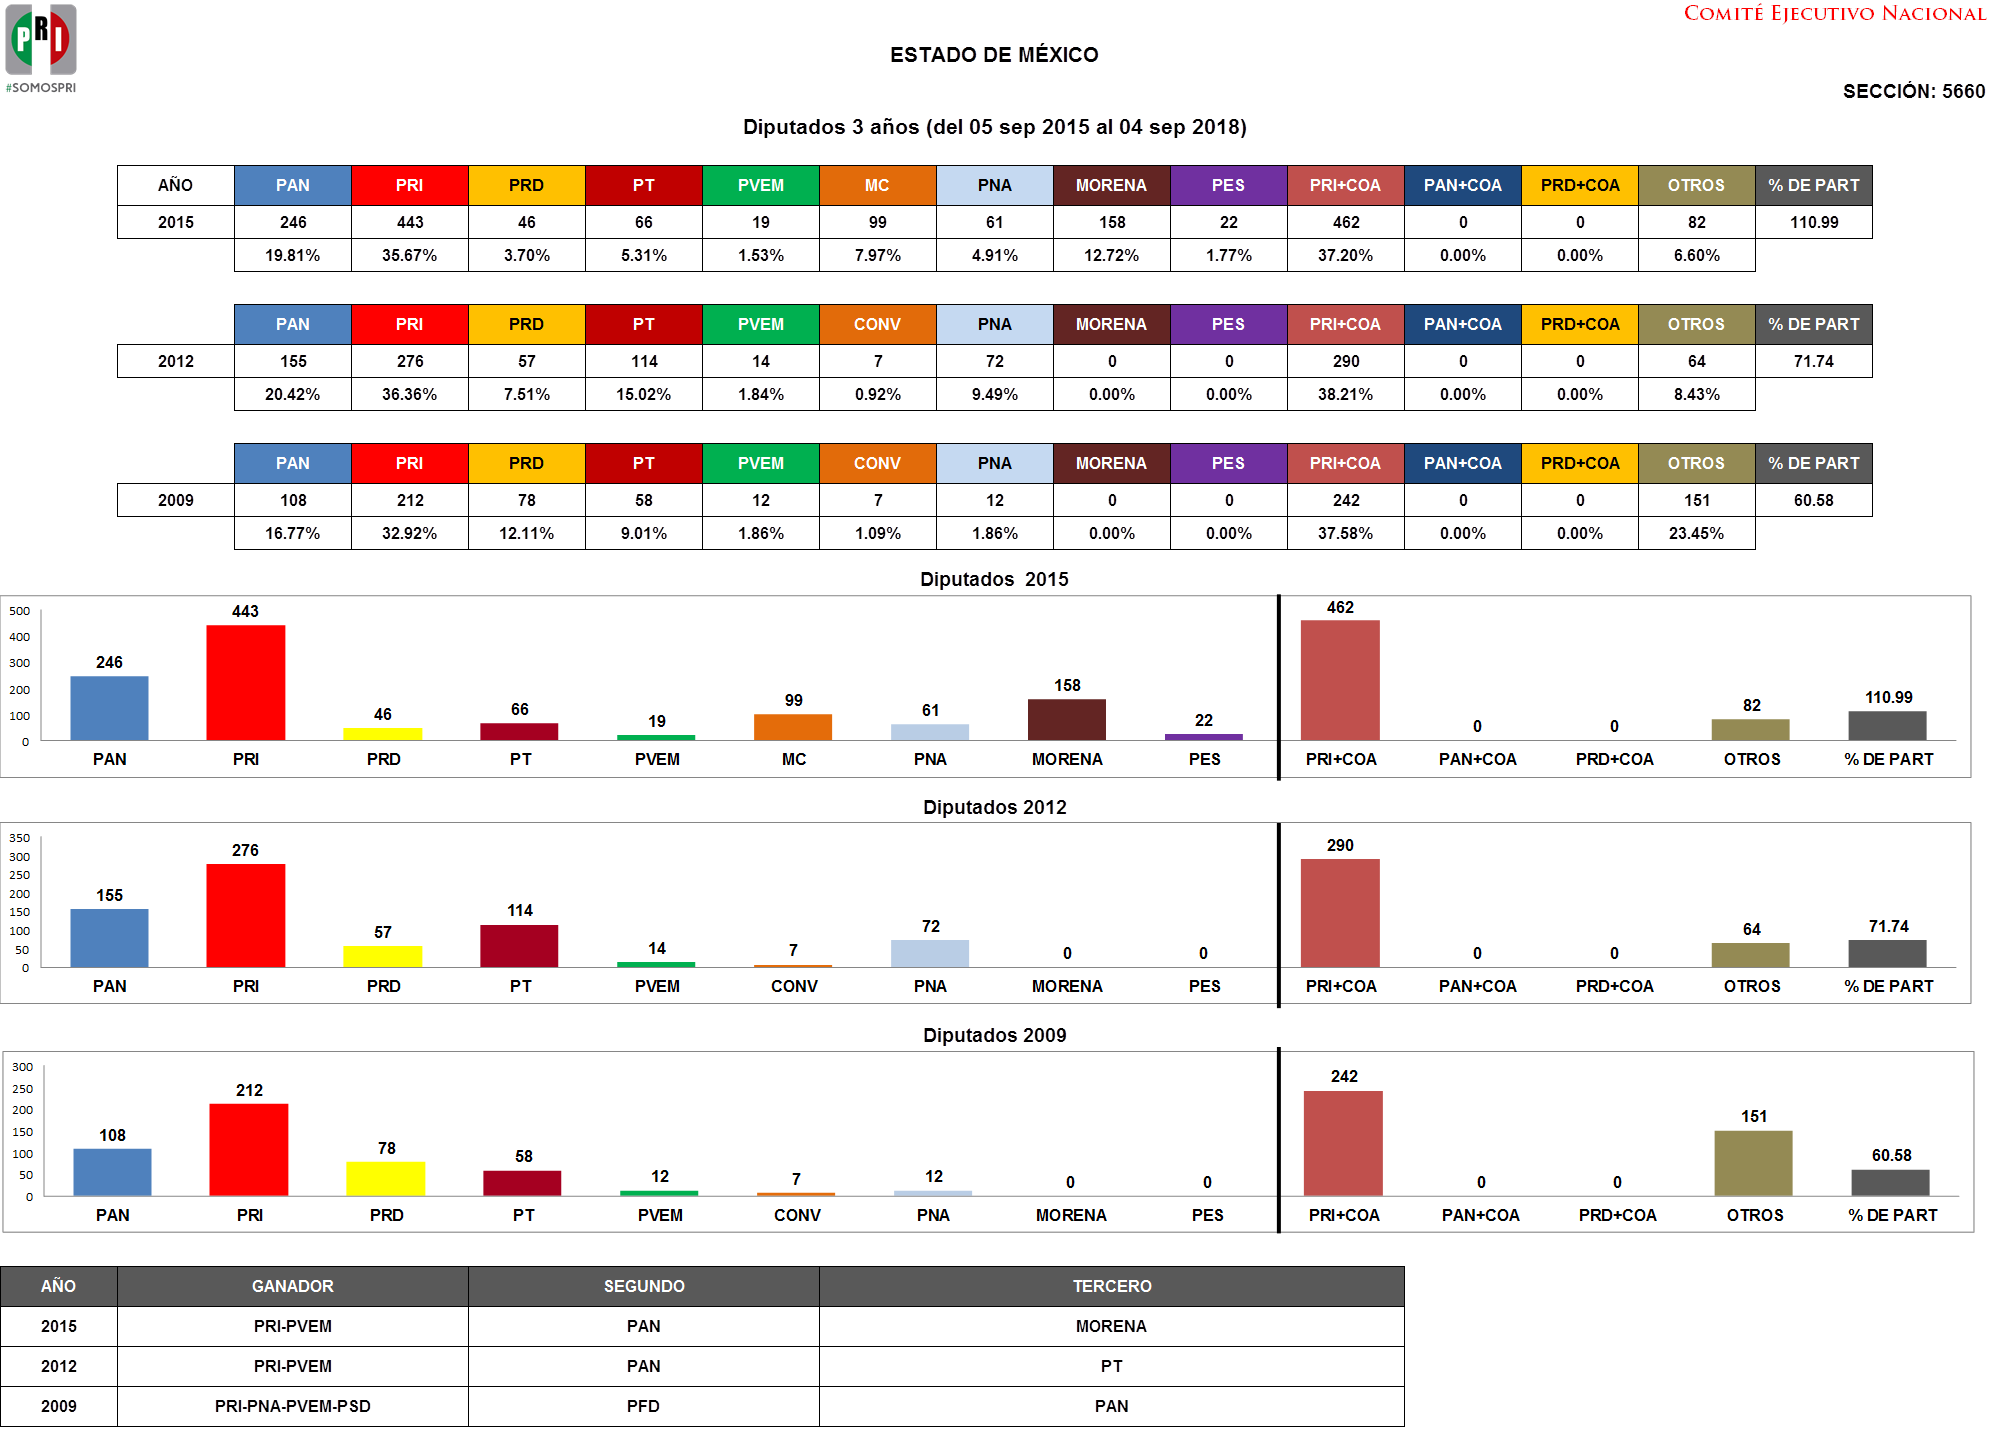 PRI
#SOMOSPRI
COMITÉ EJECUTIVO NACIONAL
ESTADO DE MÉXICO
SECCIÓN: 5660
Diputados 3 años (del 05 sep 2015 al 04 sep 2018)
AÑO PAN PRI PRD PT PVEM MC PNA MORENA PES PRI+COA PAN+COA PRD+COA OTROS % DE PART
2015 246 443 46 66 19 99 61 158 22 462 0 0 82 110.99
19.81% 35.67% 3.70% 5.31% 1.53% 7.97% 4.91% 12.72% 1.77% 37.20% 0.00% 0.00% 6.60%
PAN PRI PRD PT PVEM CONV PNA MORENA PES PRI+COA PAN+COA PRD+COA OTROS % DE PART
2012 155 276 57 114 14 7 72 0 0 290 0 0 64 71.74
20.42% 36.36% 7.51% 15.02% 1.84% 0.92% 9.49% 0.00% 0.00% 38.21% 0.00% 0.00% 8.43%
PAN PRI PRD PT PVEM CONV PNA MORENA PES PRI+COA PAN+COA PRD+COA OTROS % DE PART
2009 108 212 78 58 12 7 12 0 0 242 0 0 151 60.58
16.77% 32.92% 12.11% 9.01% 1.86% 1.09% 1.86% 0.00% 0.00% 37.58% 0.00% 0.00% 23.45%
Diputados 2015
500
400
300
200
100
0
246 443 46 66 19 99 61 158 22 462 0 0 82 110.99
PAN PRI PRD PT PVEM MC PNA MORENA PES PRI+COA PAN+COA PRD+COA OTROS % DE PART
Diputados 2012
350
300
250
200
150
100
50
0
155 276 57 114 14 7 72 0 0 290 0 0 64 71.74
PAN PRI PRD PT PVEM CONV PNA MORENA PES PRI+COA PAN+COA PRD+COA OTROS % DE PART
Diputados 2009
300
250
200
150
100
50
0
108 212 78 58 12 7 12 0 0 242 0 0 151 60.58
PAN PRI PRD PT PVEM CONV PNA MORENA PES PRI+COA PAN+COA PRD+COA OTROS % DE PART
AÑO GANADOR SEGUNDO TERCERO
2015 PRI-PVEM PAN MORENA
2012 PRI-PVEM PAN PT
2009 PRI-PNA-PVEM-PSD PFD PAN